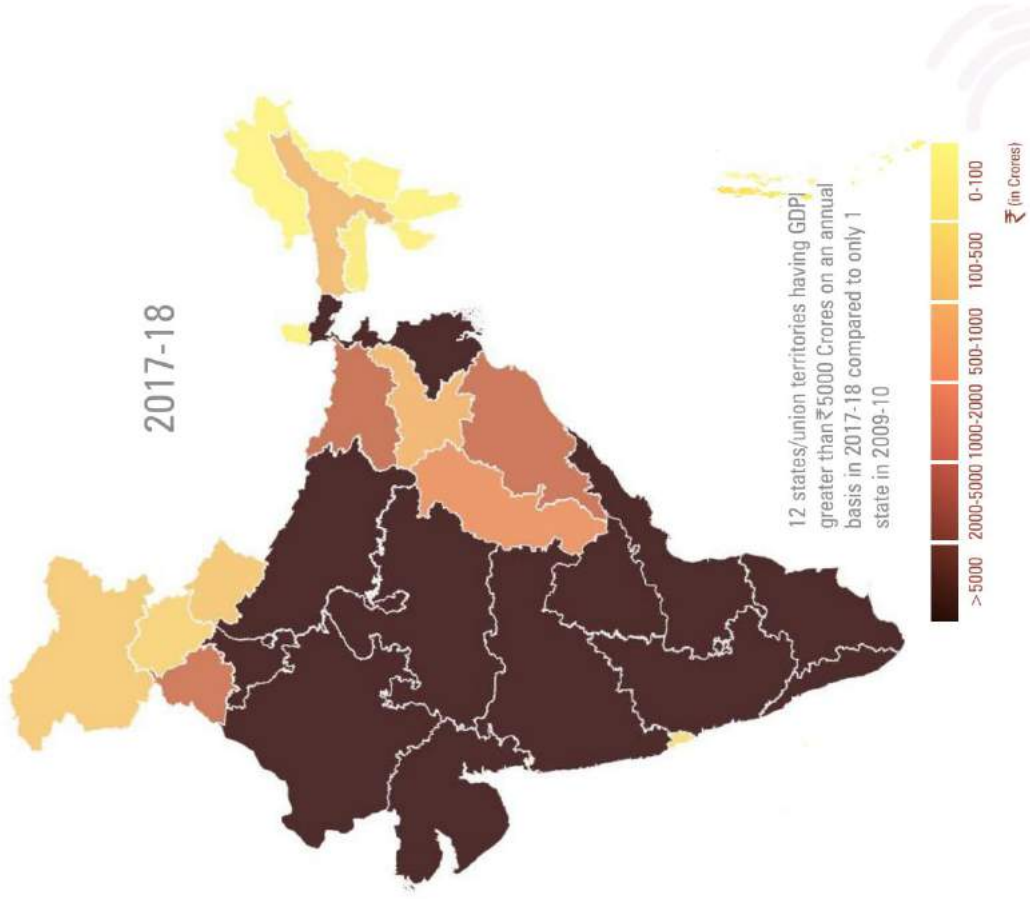 2017-18
12 states/union territories having GDPI
greater than ₹ 5000 Crores on an annual
basis in 2017-18 compared to only 1
state in 2009-10
>5000 2000-5000 1000-2000 500-1000 100-500 0-100
₹ (in Crores)